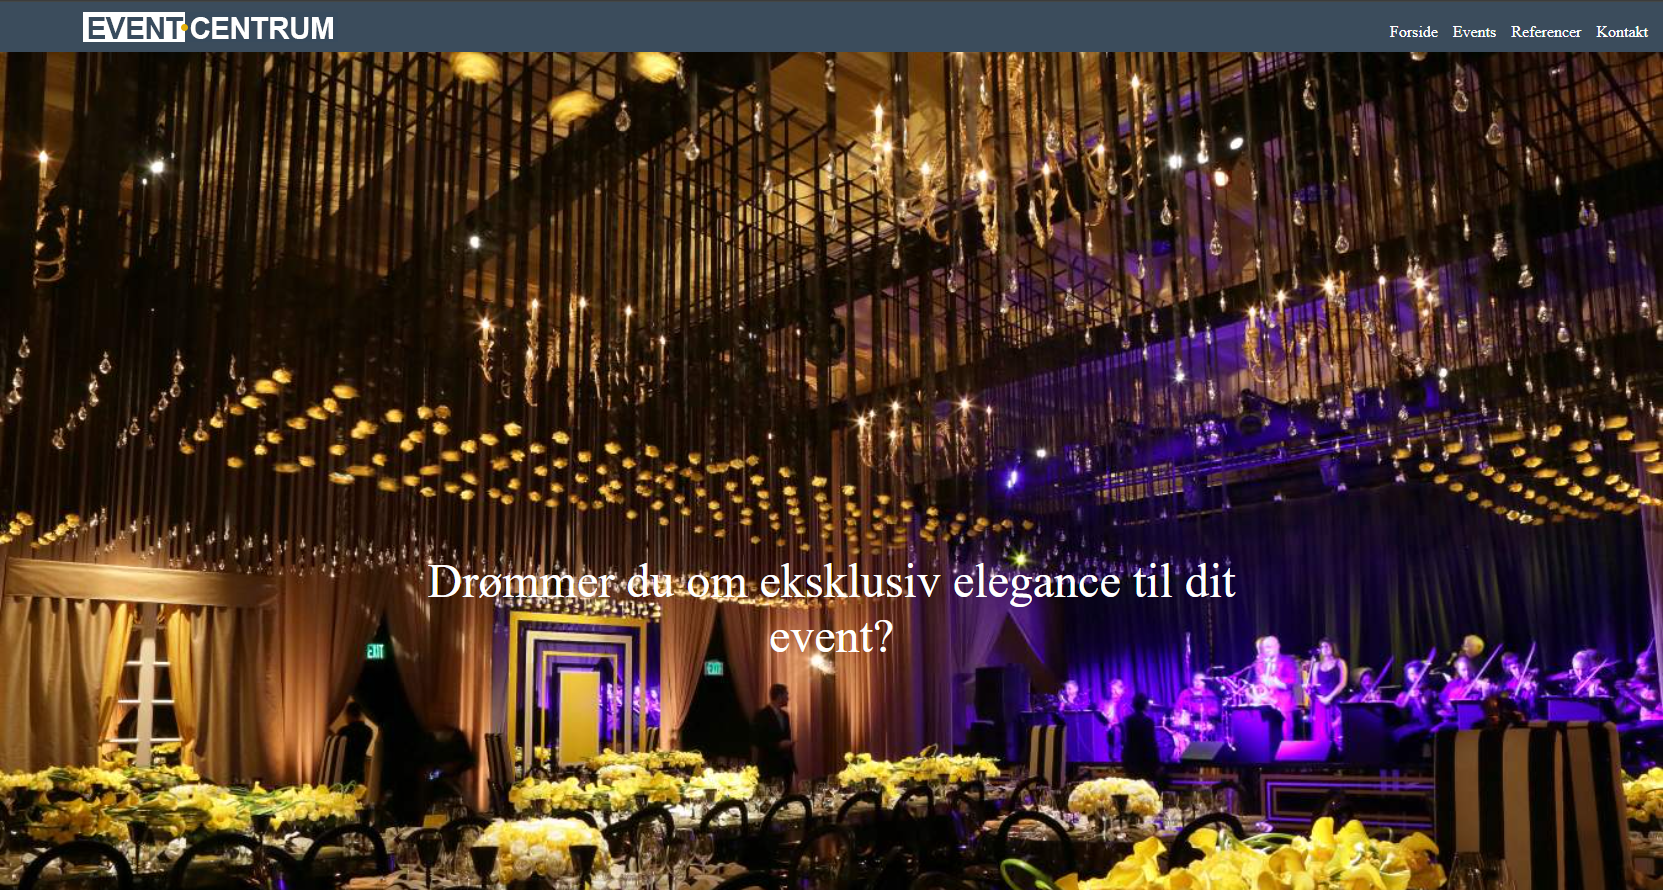 EVENT CENTRUM
Forside Events Referencer Kontakt
Drømmer du om eksklusiv elegance til dit
event?
EXIT
EXIT